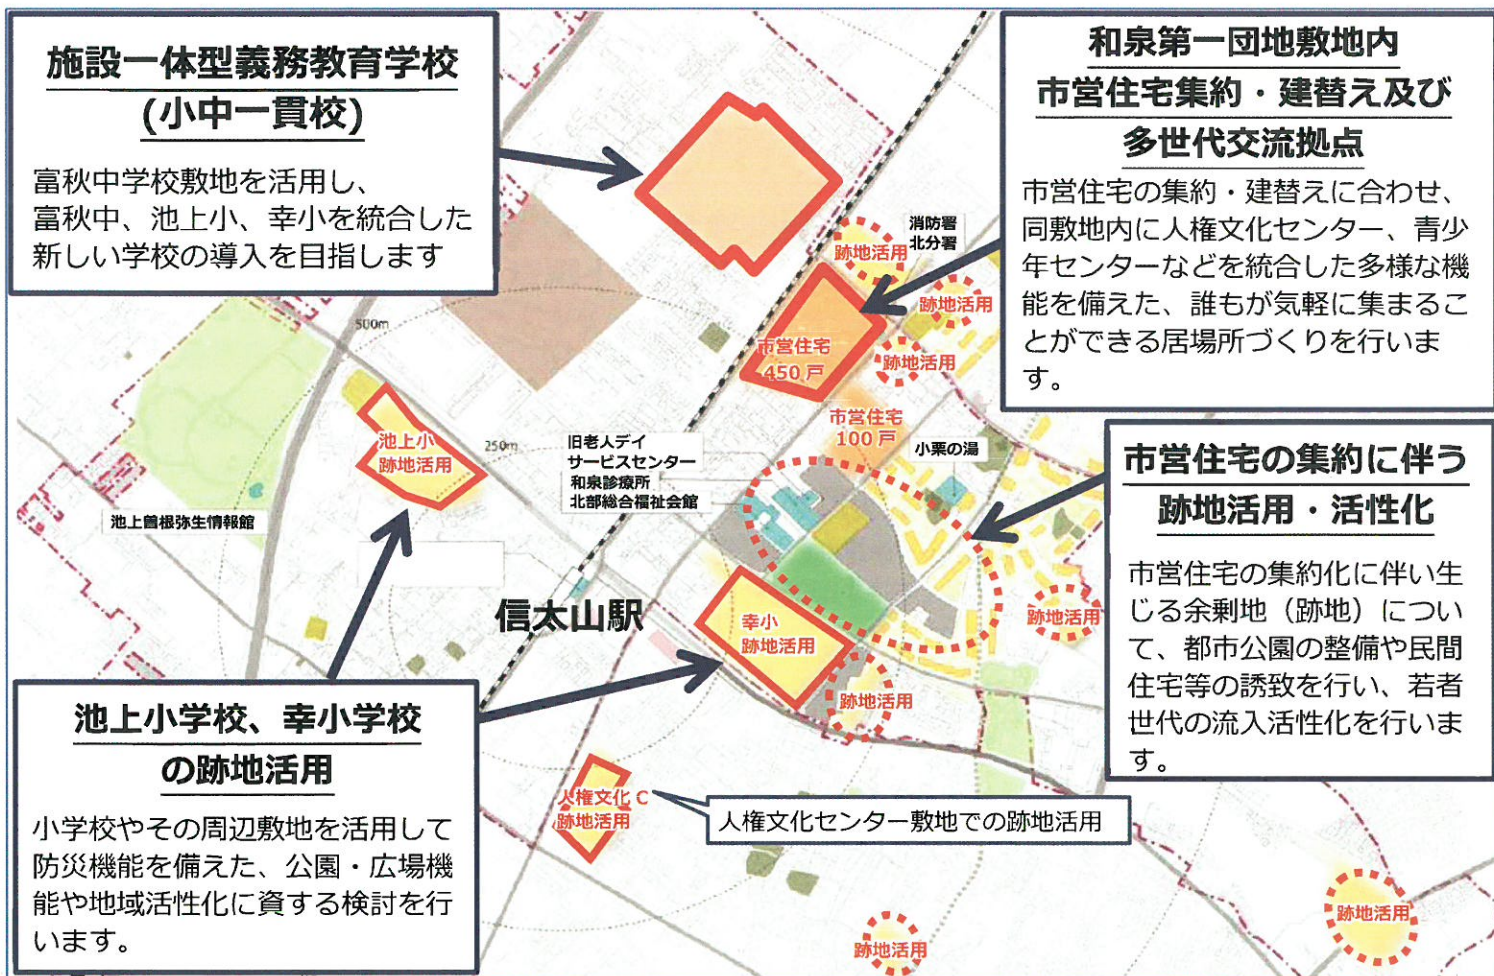 施設一体型義務教育学校
(小中一貫校)
富秋中学校敷地を活用し、
富秋中、池上小、幸小を統合した
新しい学校の導入を目指します
和泉第一団地敷地内
市営住宅集約・建替え及び
多世代交流拠点
市営住宅の集約・建替えに合わせ、
同敷地内に人権文化センター、青少
年センターなどを統合した多様な機
能を備えた、誰もが気軽に集まるこ
とができる居場所づくりを行いま
す。
消防署
北分署
跡地活用
跡地活用
跡地活用
市営住宅
450 戸
市営住宅
100 戸
500m
250m
池上小
跡地活用
旧老人デイ
サービスセンター
和泉診療所
北部総合福祉会館
小栗の湯
池上曽根弥生情報館
信太山駅
幸小
跡地活用
跡地活用
跡地活用
市営住宅の集約に伴う
跡地活用・活性化
市営住宅の集約化に伴い生
じる余剰地（跡地）につい
て、都市公園の整備や民間
住宅等の誘致を行い、若者
世代の流入活性化を行いま
す。
池上小学校、幸小学校
の跡地活用
小学校やその周辺敷地を活用して
防災機能を備えた、公園・広場機
能や地域活性化に資する検討を行
います。
人権文化 C
跡地活用
人権文化センター敷地での跡地活用
跡地活用
跡地活用